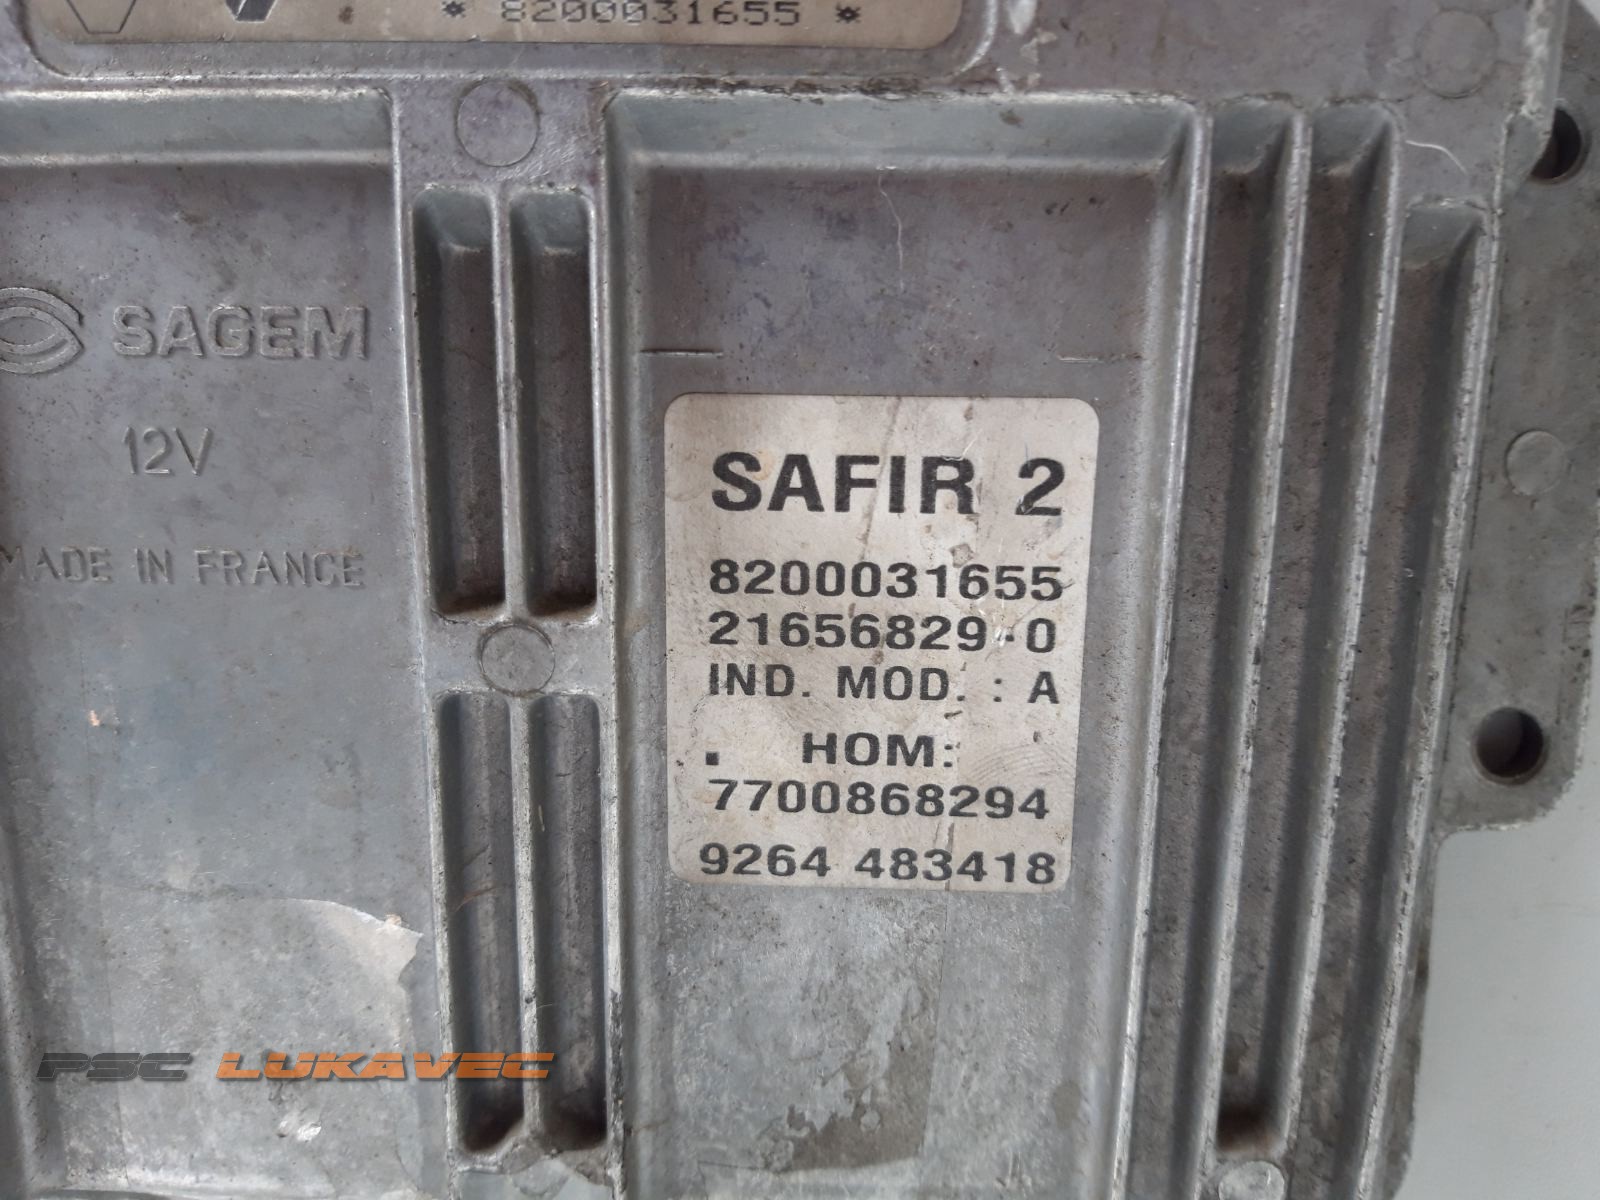 * 8200031655 *
SAGEM
12V
MADE IN FRANCE
SAFIR 2
8200031655
21656829-0
IND. MOD. : A
. HOM:
7700868294
9264 483418
PSC LUKAVEC